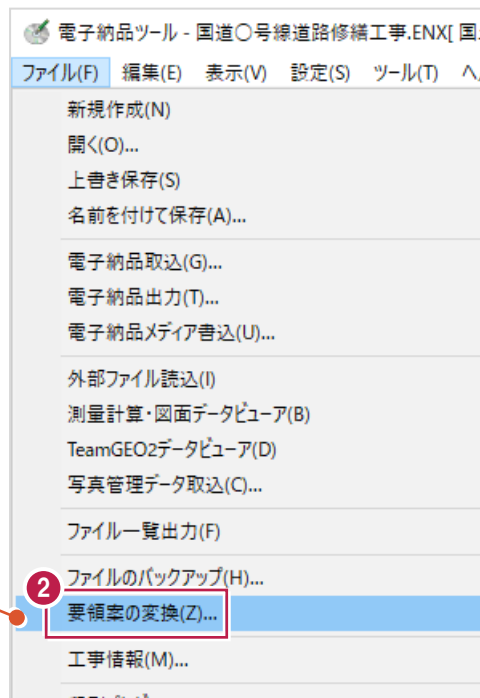 電子納品ツール - 国道〇号線道路修繕工事.ENX[ 国
ファイル(F) 編集(E) 表示(V) 設定(S) ツール(T) ヘ
新規作成(N)
開く(O)...
上書き保存(S)
名前を付けて保存(A)...
電子納品取込(G)...
電子納品出力(T)...
電子納品メディア書込(U)...
外部ファイル読込(I)
測量計算・図面データビューア(B)
TeamGEO2データビューア(D)
写真管理データ取込(C)...
ファイル一覧出力(F)
ファイルのバックアップ(H)...
2
要領案の変換(Z)...
工事情報(M)...